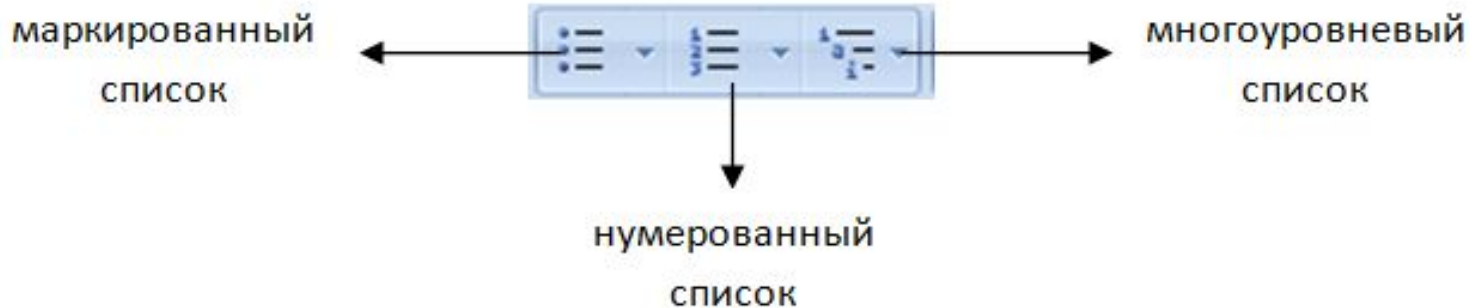 маркированный
список
многоуровневый
список
нумерованный
список